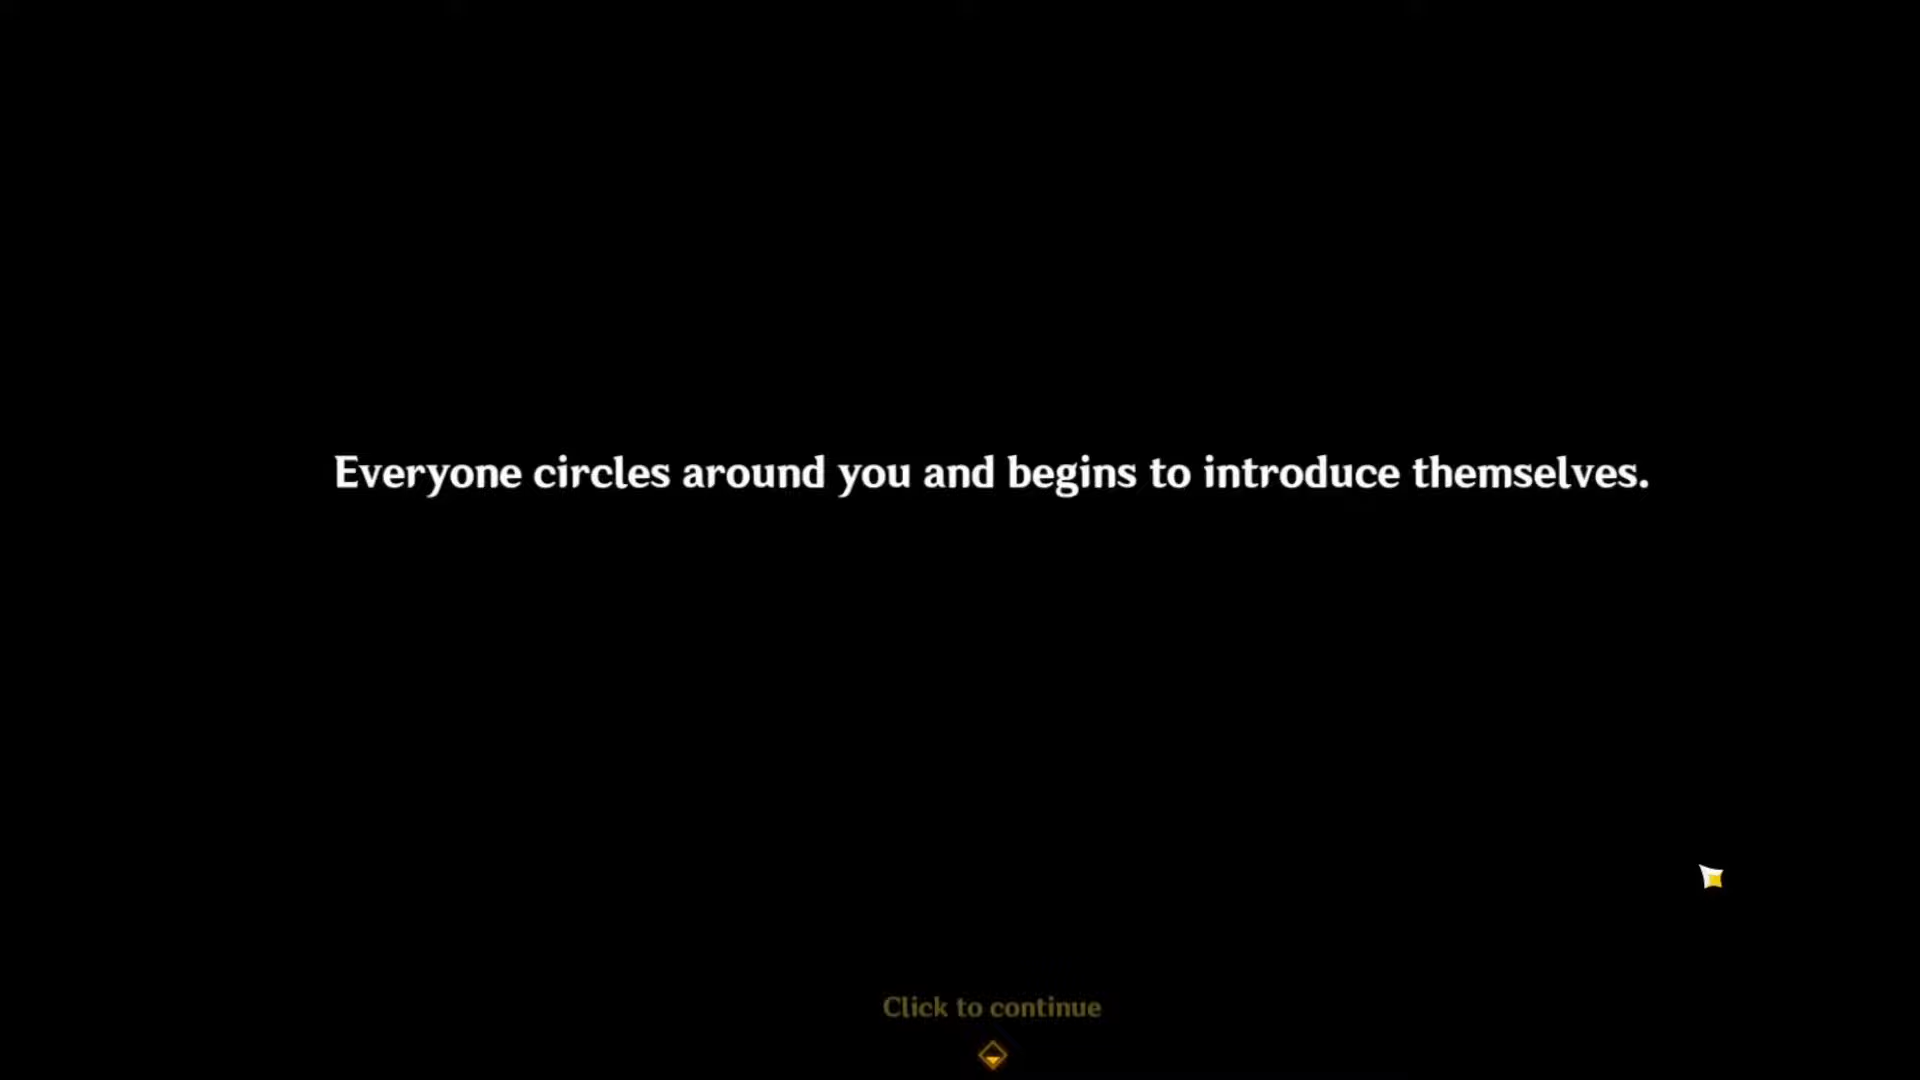 Everyone circles around you and begins to introduce themselves.
Click to continue